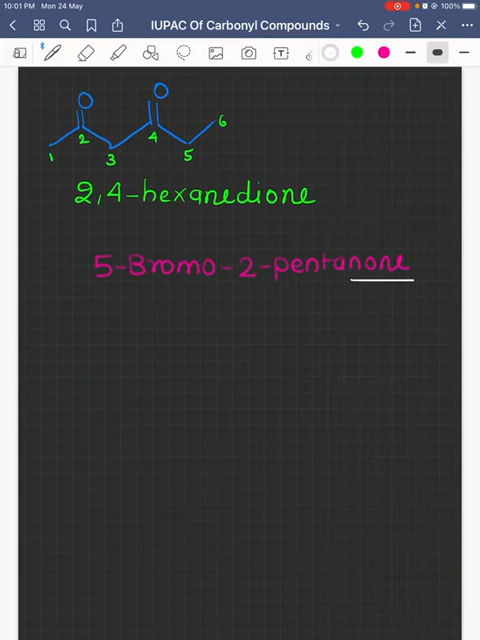 10:01 PM Mon 24 May
100%
IUPAC Of Carbonyl Compounds
O
O
1
2
3
4
5
6
2,4-hexanedione
5-Bromo-2-pentanone